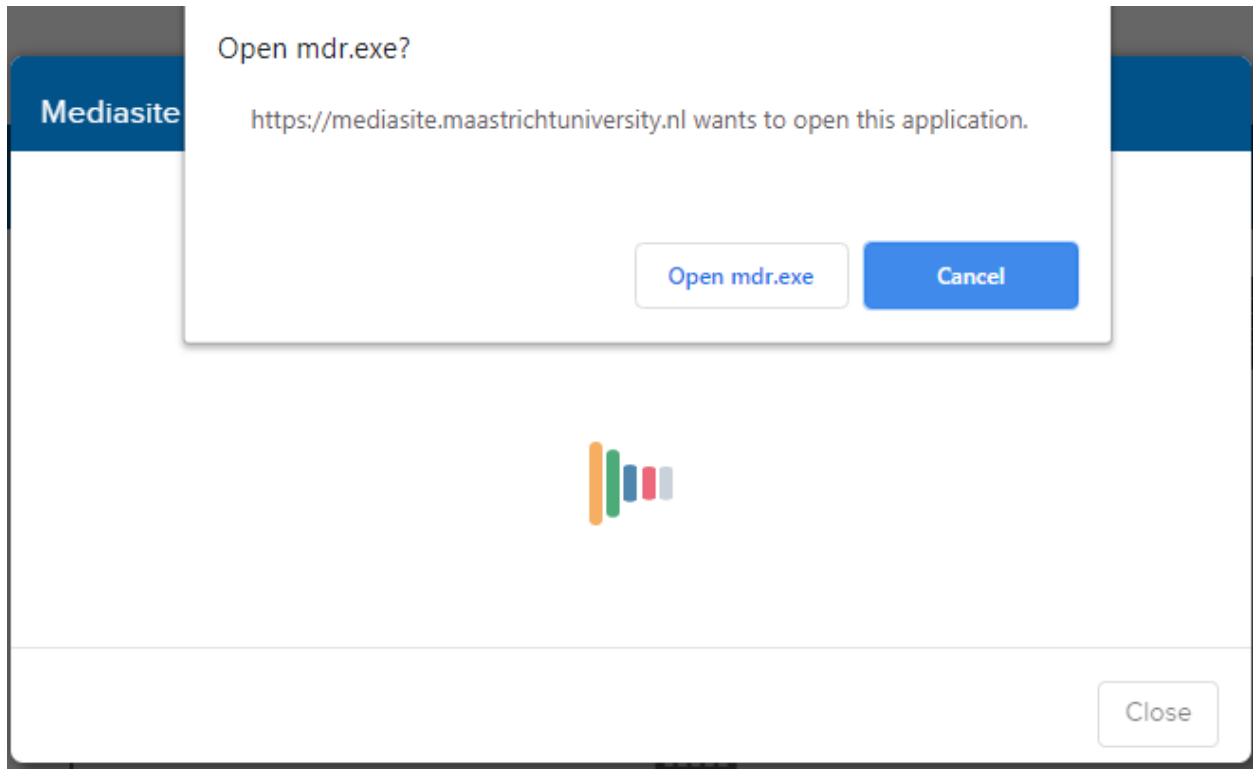 Open mdr.exe?
Mediasite
https://mediasite.maastrichtuniversity.nl wants to open this application.
Open mdr.exe
Cancel
Close